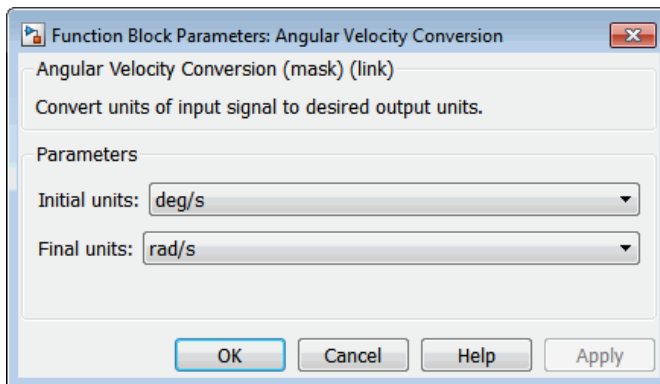 Function Block Parameters: Angular Velocity Conversion
Angular Velocity Conversion (mask) (link)
Convert units of input signal to desired output units.
Parameters
Initial units: deg/s
Final units: rad/s
OK Cancel Help Apply